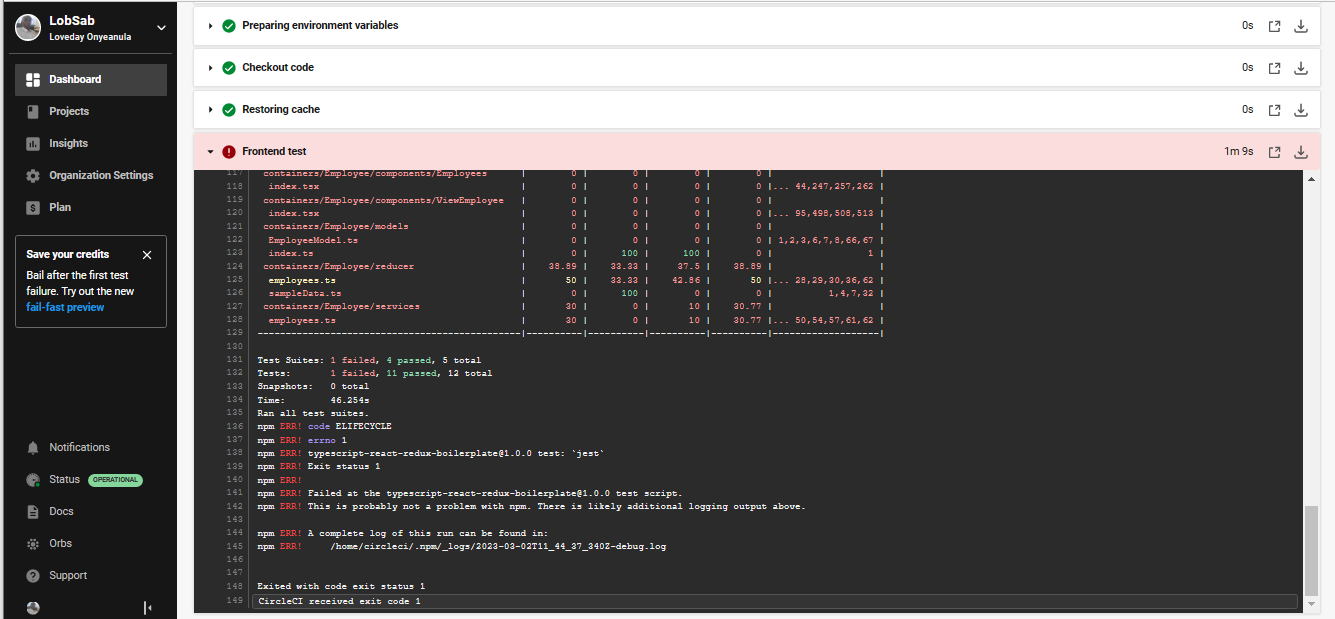 LobSab
Loveday Onyeanula
Dashboard
Projects
Insights
Organization Settings
Plan
Save your credits
Bail after the first test
failure. Try out the new
fail-fast preview
Notifications
Status OPERATIONAL
Docs
Orbs
Support
Preparing environment variables 0s
Checkout code 0s
Restoring cache 0s
Frontend test 1m 9s
117 containers/Employee/components/Employees | 0 | 0 | 0 | 0 | |
118 index.tsx | 0 | 0 | 0 | 0 |... 44,247,257,262 |
119 containers/Employee/components/ViewEmployee | 0 | 0 | 0 | 0 | |
120 index.tsx | 0 | 0 | 0 | 0 |... 95,498,508,513 |
121 containers/Employee/models | 0 | 0 | 0 | 0 | |
122 EmployeeModel.ts | 0 | 0 | 0 | 0 | 1,2,3,6,7,8,66,67 |
123 index.ts | 0 | 100 | 100 | 0 | 1 |
124 containers/Employee/reducer | 38.89 | 33.33 | 37.5 | 38.89 | |
125 employees.ts | 50 | 33.33 | 42.86 | 50 |... 28,29,30,36,62 |
126 sampleData.ts | 0 | 100 | 0 | 0 | 1,4,7,32 |
127 containers/Employee/services | 30 | 0 | 10 | 30.77 | |
128 employees.ts | 30 | 0 | 10 | 30.77 |... 50,54,57,61,62 |
129 --------------------------------------------------|----------|----------|----------|----------|-------------------|
130
131 Test Suites: 1 failed, 4 passed, 5 total
132 Tests: 1 failed, 11 passed, 12 total
133 Snapshots: 0 total
134 Time: 46.254s
135 Ran all test suites.
136 npm ERR! code ELIFECYCLE
137 npm ERR! errno 1
138 npm ERR! typescript-react-redux-boilerplate@1.0.0 test: `jest`
139 npm ERR! Exit status 1
140 npm ERR!
141 npm ERR! Failed at the typescript-react-redux-boilerplate@1.0.0 test script.
142 npm ERR! This is probably not a problem with npm. There is likely additional logging output above.
143
144 npm ERR! A complete log of this run can be found in:
145 npm ERR! /home/circleci/.npm/_logs/2023-03-02T11_44_37_340Z-debug.log
146
147
148 Exited with code exit status 1
149 CircleCI received exit code 1